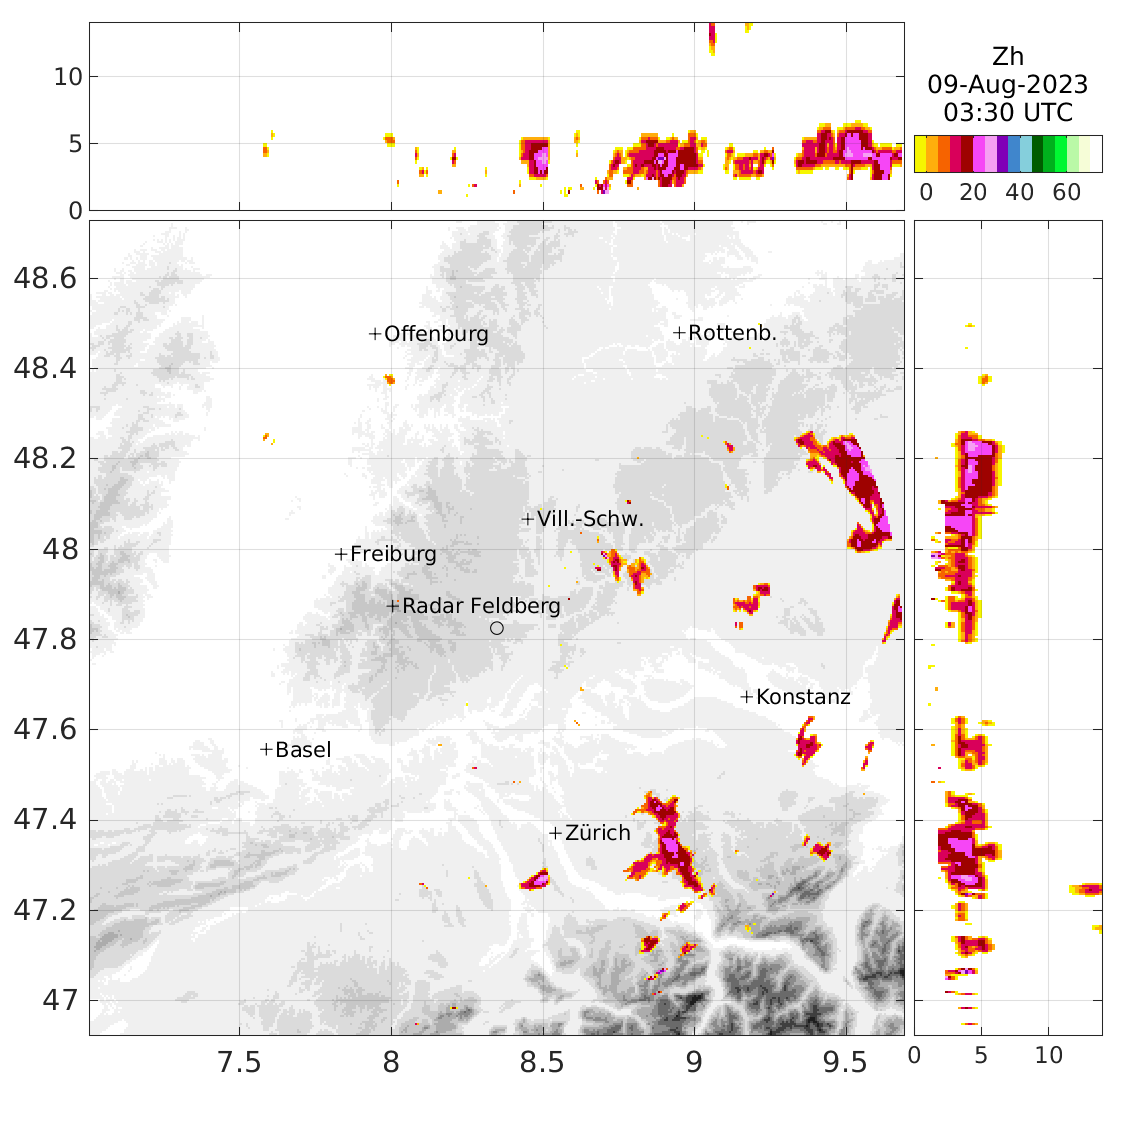 10
5
0
Zh
09-Aug-2023
03:30 UTC
0 20 40 60
48.6
48.4
48.2
48
47.8
47.6
47.4
47.2
47
Offenburg
Rottenb.
Vill.-Schw.
Freiburg
Radar Feldberg
Konstanz
Basel
Zürich
7.5 8 8.5 9 9.5
0 5 10